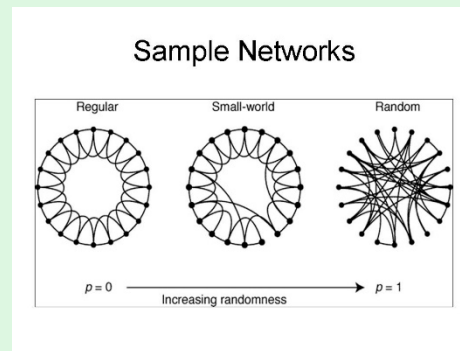 Sample Networks
Regular
Small-world
Random
p = 0
p = 1
Increasing randomness